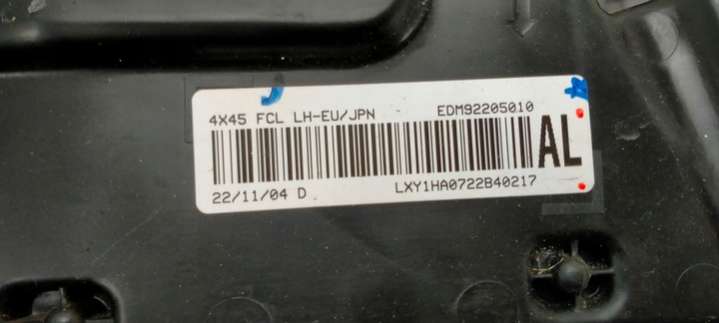 4X45 FCL LH-EU/JPN EDM92205010
AL
22/11/04 D LXY1HA0722B40217